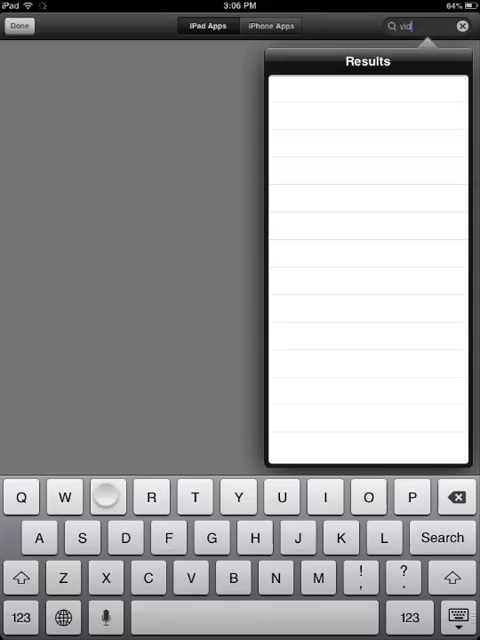 iPad 3:06 PM 64%
Done iPad Apps iPhone Apps vid
Results
Q W R T Y U I O P
A S D F G H J K L Search
Z X C V B N M ! , ? .
123 123